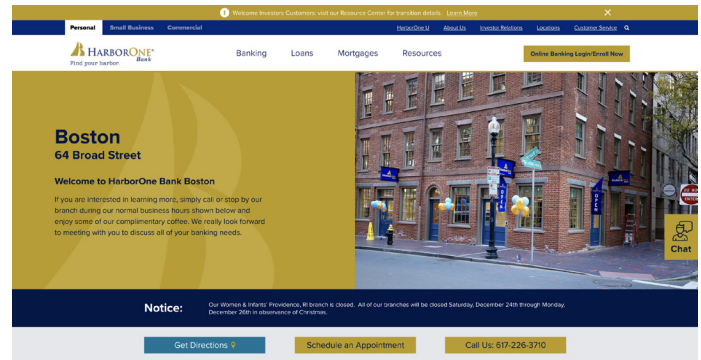 Welcome Investors Customers: visit our Resource Center for transition details. Learn More
Personal Small Business Commercial HarborOne U About Us Investor Relations Locations Customer Service
HARBORONE®
Bank
Find your harbor.
Banking Loans Mortgages Resources
Online Banking Login/Enroll Now
Boston
64 Broad Street
Welcome to HarborOne Bank Boston
If you are interested in learning more, simply call or stop by our
branch during our normal business hours shown below and
enjoy some of our complimentary coffee. We really look forward
to meeting with you to discuss all of your banking needs.
OPEN
OPEN
ENTER
Chat
Notice:
Our Women & Infants' Providence, RI branch is closed. All of our branches will be closed Saturday, December 24th through Monday,
December 26th in observance of Christmas.
Get Directions
Schedule an Appointment
Call Us: 617-226-3710